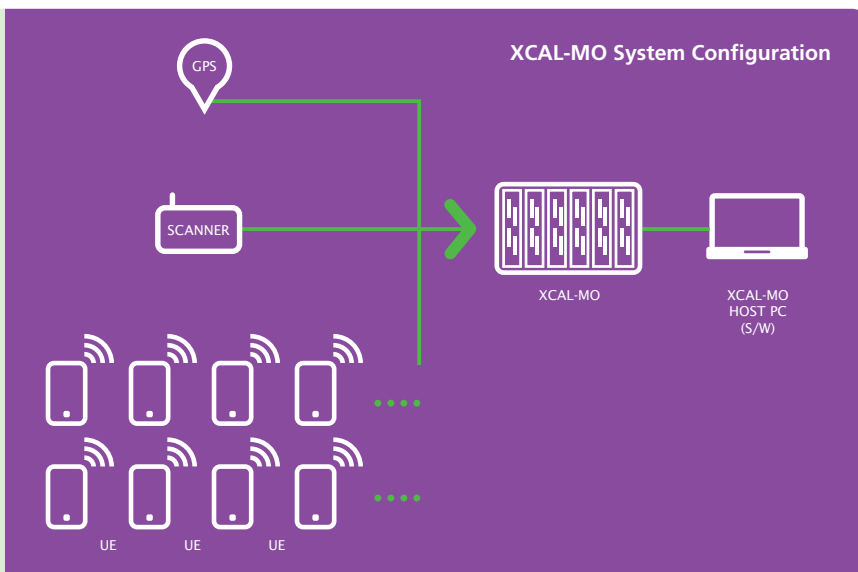 XCAL-MO System Configuration
GPS
SCANNER
XCAL-MO
XCAL-MO
HOST PC
(S/W)
UE UE UE